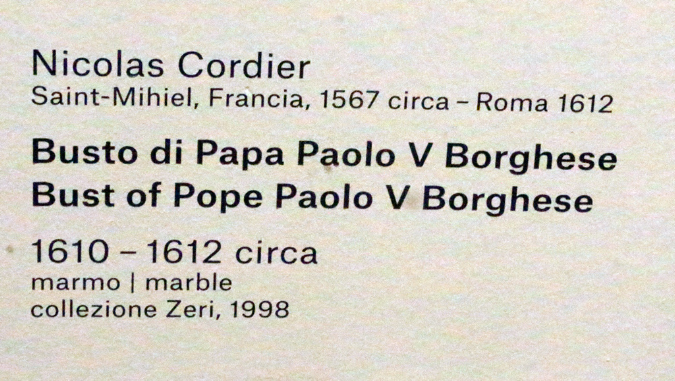 Nicolas Cordier
Saint-Mihiel, Francia, 1567 circa – Roma 1612
Busto di Papa Paolo V Borghese
Bust of Pope Paolo V Borghese
1610 – 1612 circa
marmo | marble
collezione Zeri, 1998